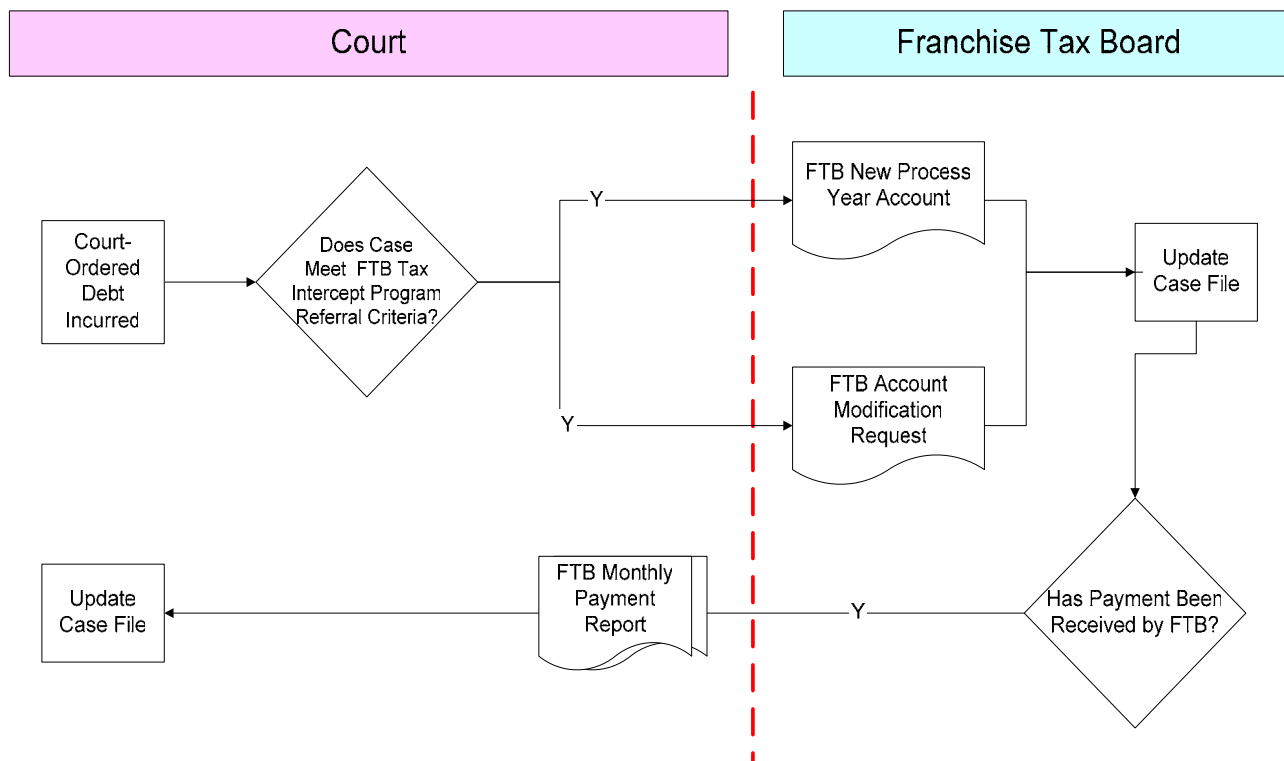 Court
Franchise Tax Board
Court-
Ordered
Debt
Incurred
Does Case
Meet FTB Tax
Intercept Program
Referral Criteria?
Y
Y
FTB New Process
Year Account
FTB Account
Modification
Request
Update
Case File
Has Payment Been
Received by FTB?
Y
FTB Monthly
Payment
Report
Update
Case File